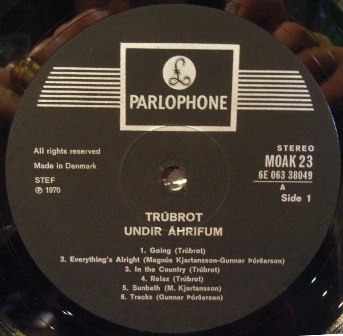 £
PARLOPHONE
All rights reserved
Made in Denmark
STEF
℗ 1970
STEREO
MOAK 23
6E 063 38049
A
Side 1
TRÚBROT
UNDIR ÁHRIFUM
1. Going (Trúbrot)
2. Everything's Alright (Magnús Kjartansson-Gunnar Þórðarson)
3. In the Country (Trúbrot)
4. Relax (Trúbrot)
5. Sunbath (M. Kjartansson)
6. Tracks (Gunnar Þórðarson)